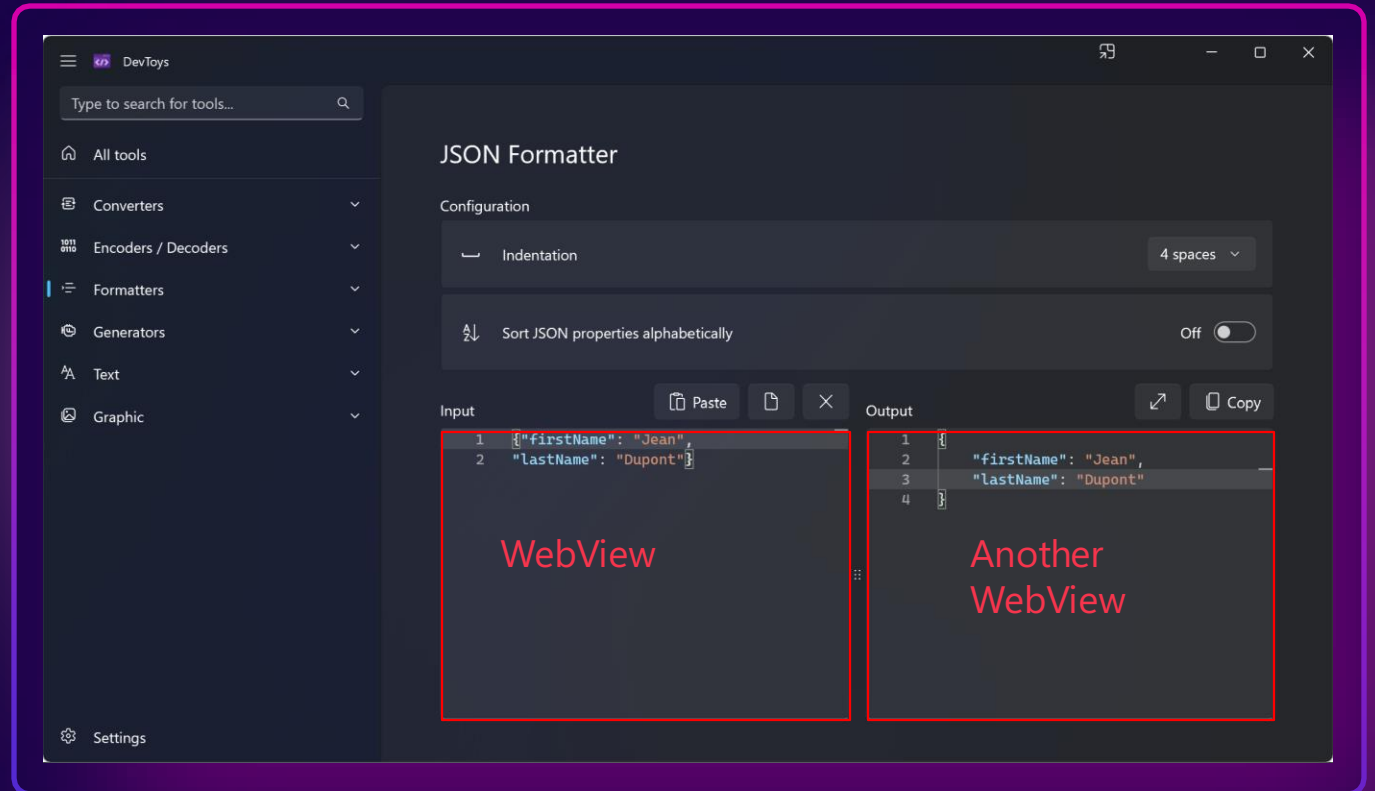 DevToys
Type to search for tools...
All tools
Converters
Encoders / Decoders
Formatters
Generators
Text
Graphic
Settings
JSON Formatter
Configuration
Indentation
4 spaces
Sort JSON properties alphabetically
Off
Input
Paste
1 {"firstName": "Jean",
2 "lastName": "Dupont"}
WebView
Output
Copy
1 {
2 "firstName": "Jean",
3 "lastName": "Dupont"
4 }
Another
WebView